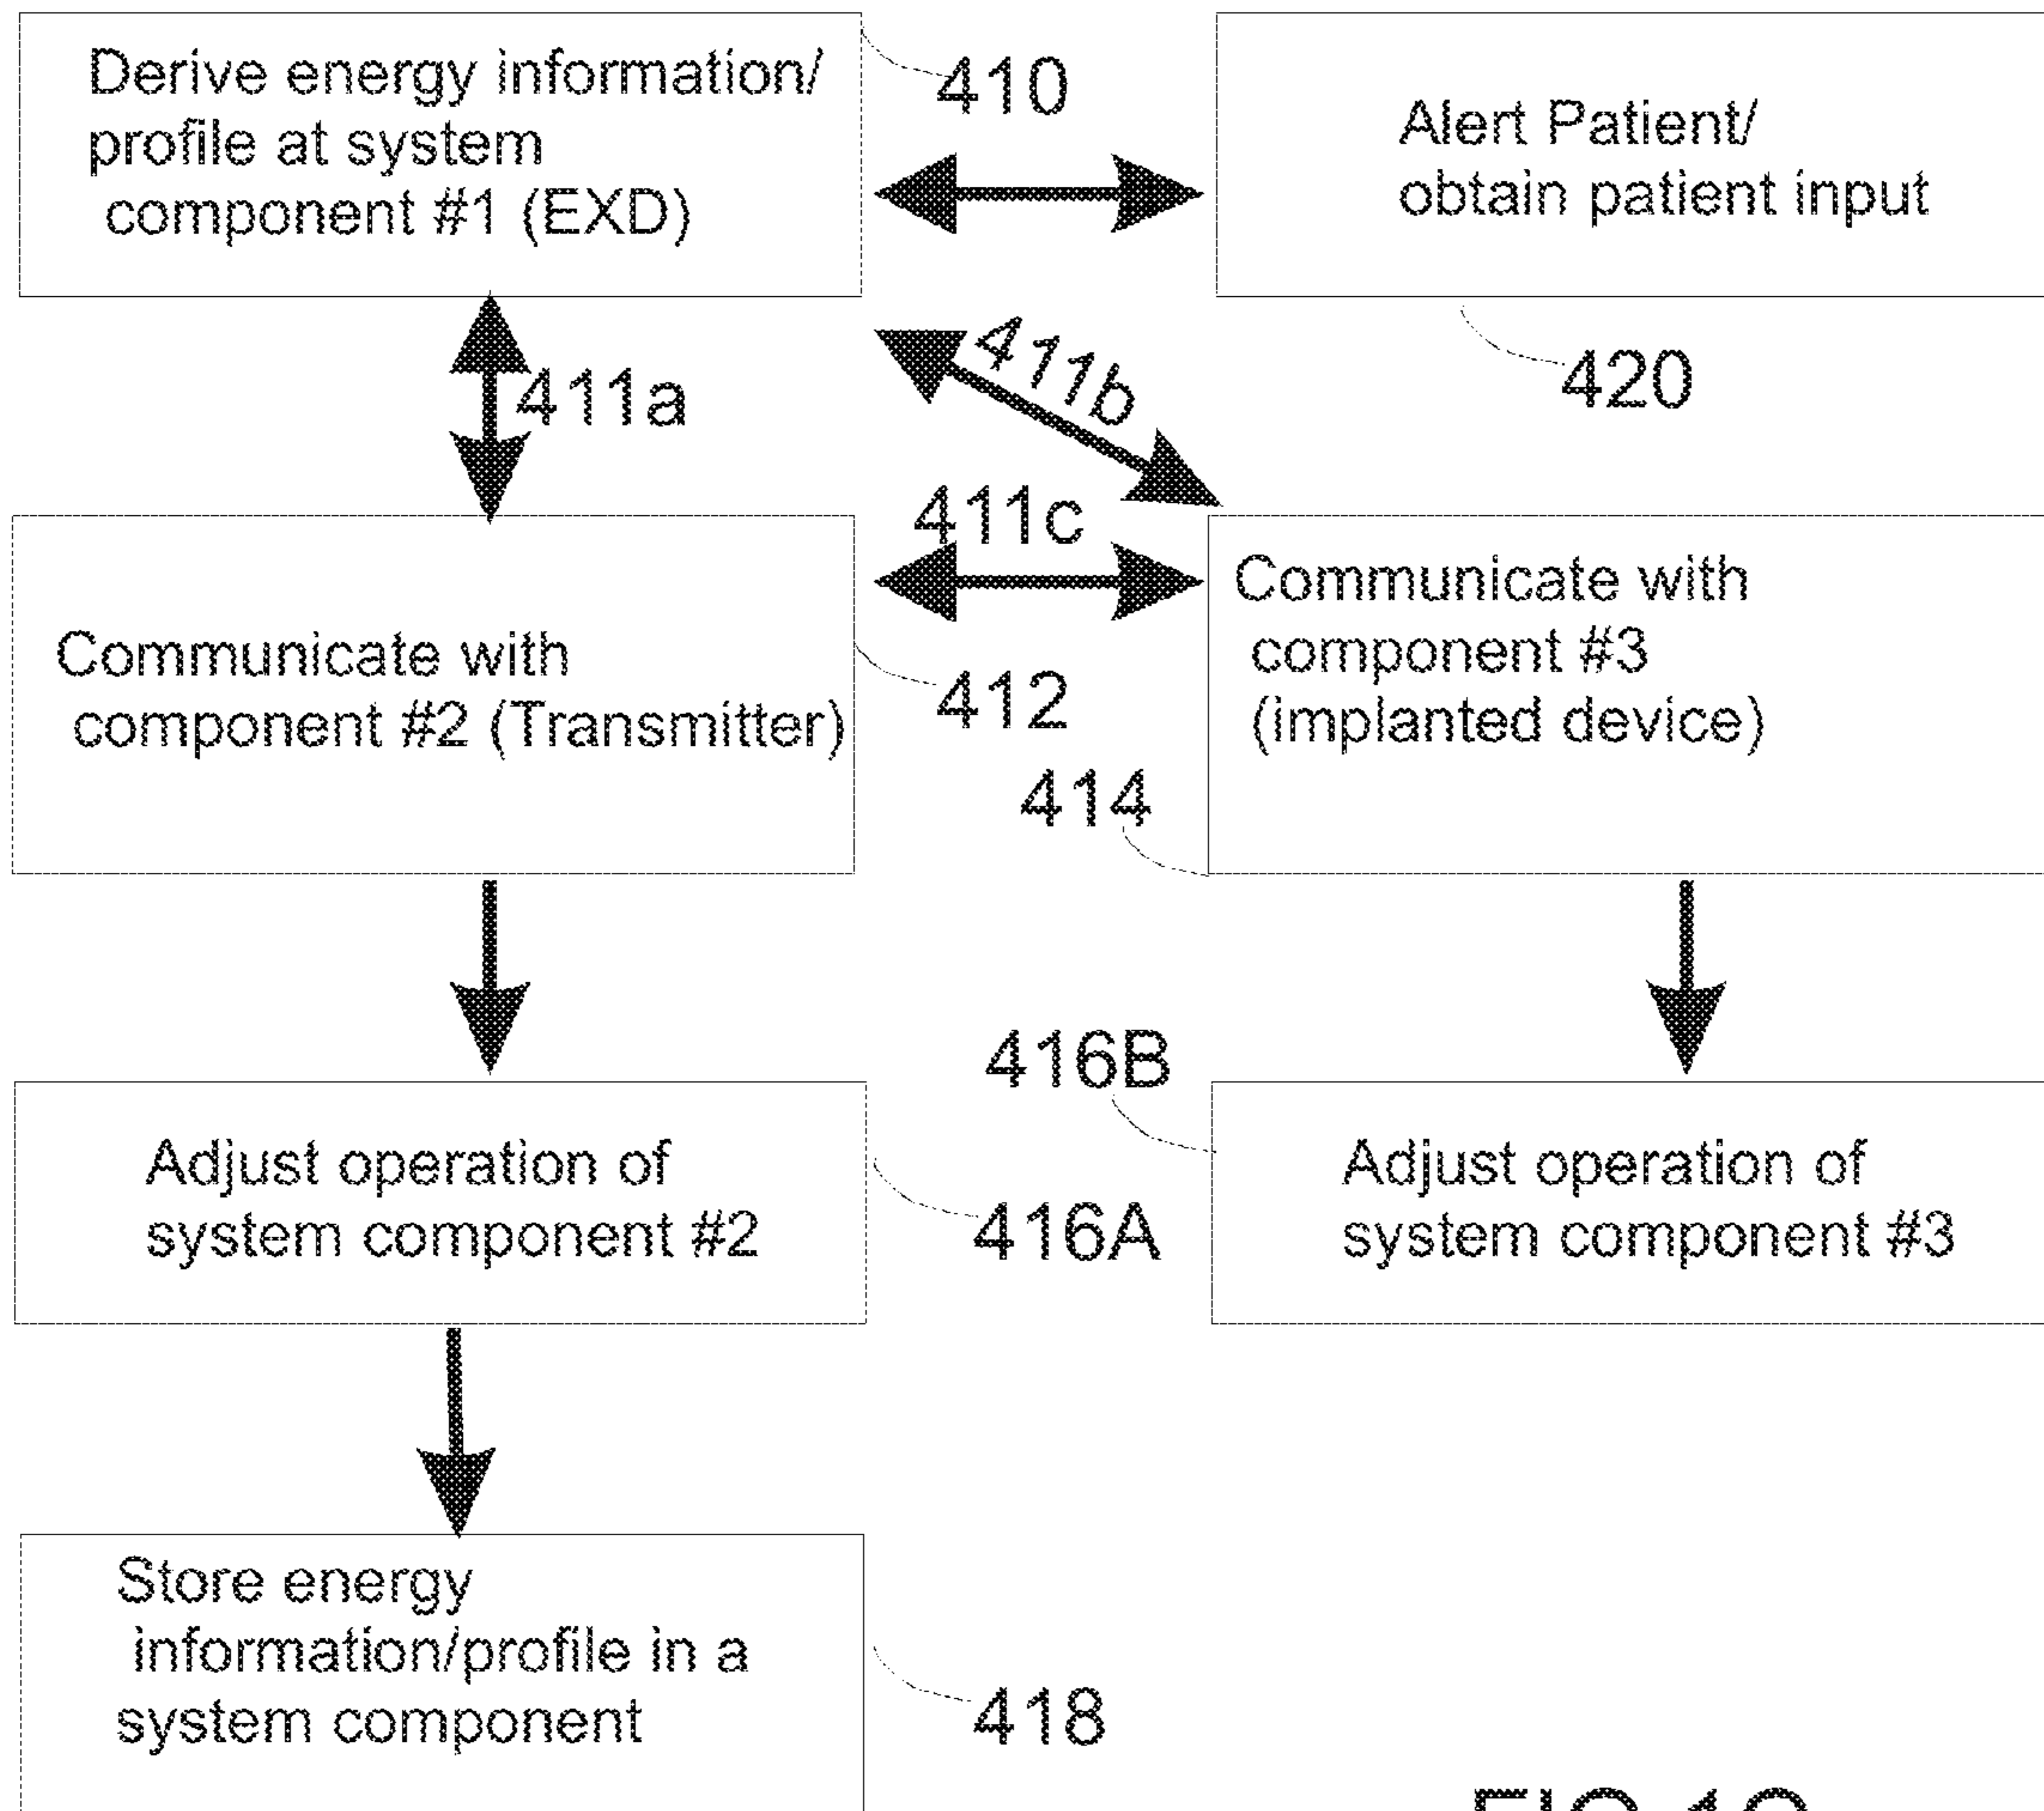 Derive energy information/
profile at system
component #1 (EXD)
410
Alert Patient/
obtain patient input
420
411a
411b
411c
Communicate with
component #2 (Transmitter)
412
Communicate with
component #3
(implanted device)
414
Adjust operation of
system component #2
416A
416B
Adjust operation of
system component #3
Store energy
information/profile in a
system component
418